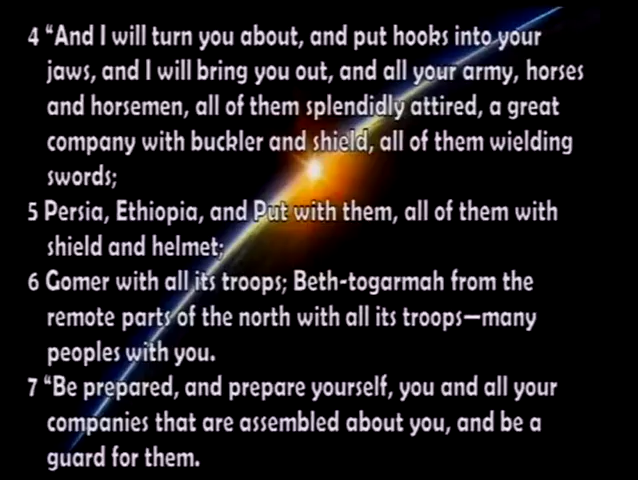 4 “And I will turn you about, and put hooks into your
jaws, and I will bring you out, and all your army, horses
and horsemen, all of them splendidly attired, a great
company with buckler and shield, all of them wielding
swords;
5 Persia, Ethiopia, and Put with them, all of them with
shield and helmet;
6 Gomer with all its troops; Beth-togarmah from the
remote parts of the north with all its troops—many
peoples with you.
7 “Be prepared, and prepare yourself, you and all your
companies that are assembled about you, and be a
guard for them.